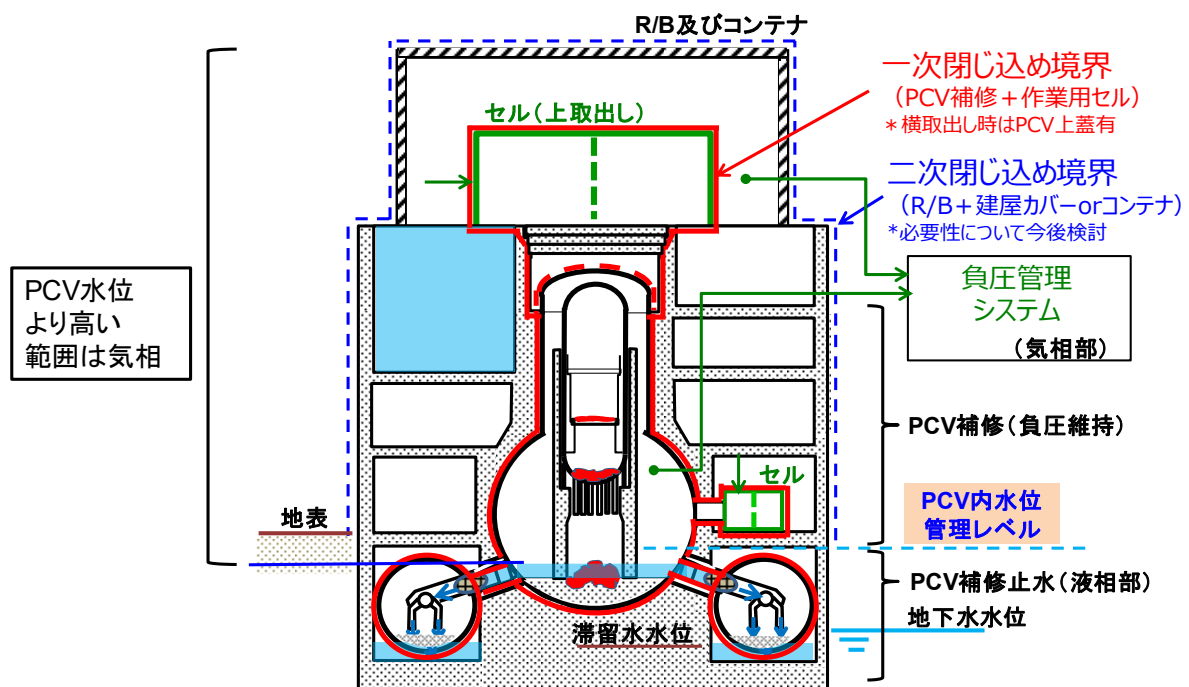 R/B及びコンテナ
一次閉じ込め境界
（PCV補修＋作業用セル）
＊横取出し時はPCV上蓋有
セル（上取出し）
二次閉じ込め境界
（R/B＋建屋カバーorコンテナ）
*必要性について今後検討
PCV水位
より高い
範囲は気相
負圧管理
システム
（気相部）
PCV補修（負圧維持）
セル
PCV内水位
管理レベル
地表
PCV補修止水（液相部）
地下水水位
滞留水水位